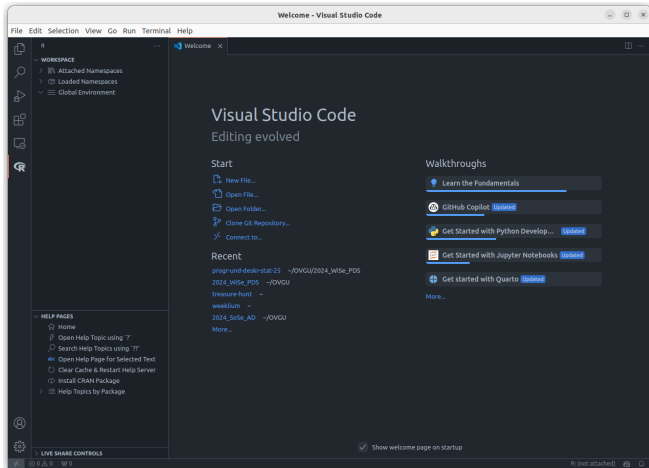 Welcome - Visual Studio Code
File Edit Selection View Go Run Terminal Help
R
Welcome
WORKSPACE
Attached Namespaces
Loaded Namespaces
Global Environment
Visual Studio Code
Editing evolved
Start
New File...
Open File...
Open Folder...
Clone Git Repository...
Connect to...
Recent
progr-und-deskr-stat-25 ~/OVGU/2024_WiSe_PDS
2024_WiSe_PDS ~/OVGU
treasure-hunt ~
weeklium ~
2024_SoSe_AD ~/OVGU
More...
Walkthroughs
Learn the Fundamentals
GitHub Copilot Updated
Get Started with Python Develop... Updated
Get Started with Jupyter Notebooks Updated
Get started with Quarto Updated
More...
HELP PAGES
Home
Open Help Topic using `?`
Search Help Topics using `??`
Open Help Page for Selected Text
Clear Cache & Restart Help Server
Install CRAN Package
Help Topics by Package
LIVE SHARE CONTROLS
Show welcome page on startup
0 0 0 0
R: (not attached)